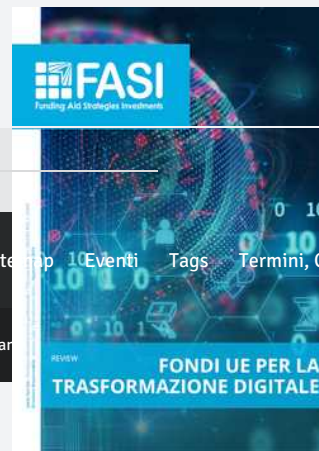 FASI
Funding Aid Strategies Investments
Eventi
Tags
Termini, C
REVIEW
FONDI UE PER LA
TRASFORMAZIONE DIGITALE